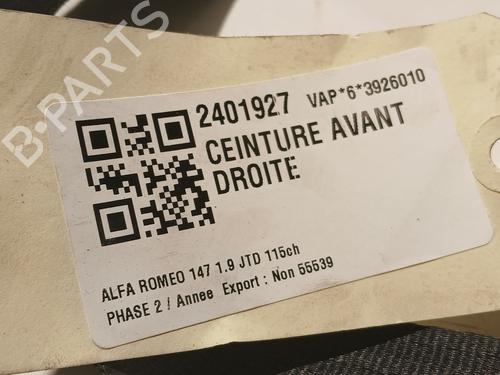 B-PARTS
2401927 VAP*6*3926010
CEINTURE AVANT
DROITE
ALFA ROMEO 147 1.9 JTD 115ch
PHASE 2 / Annee Export : Non 55539